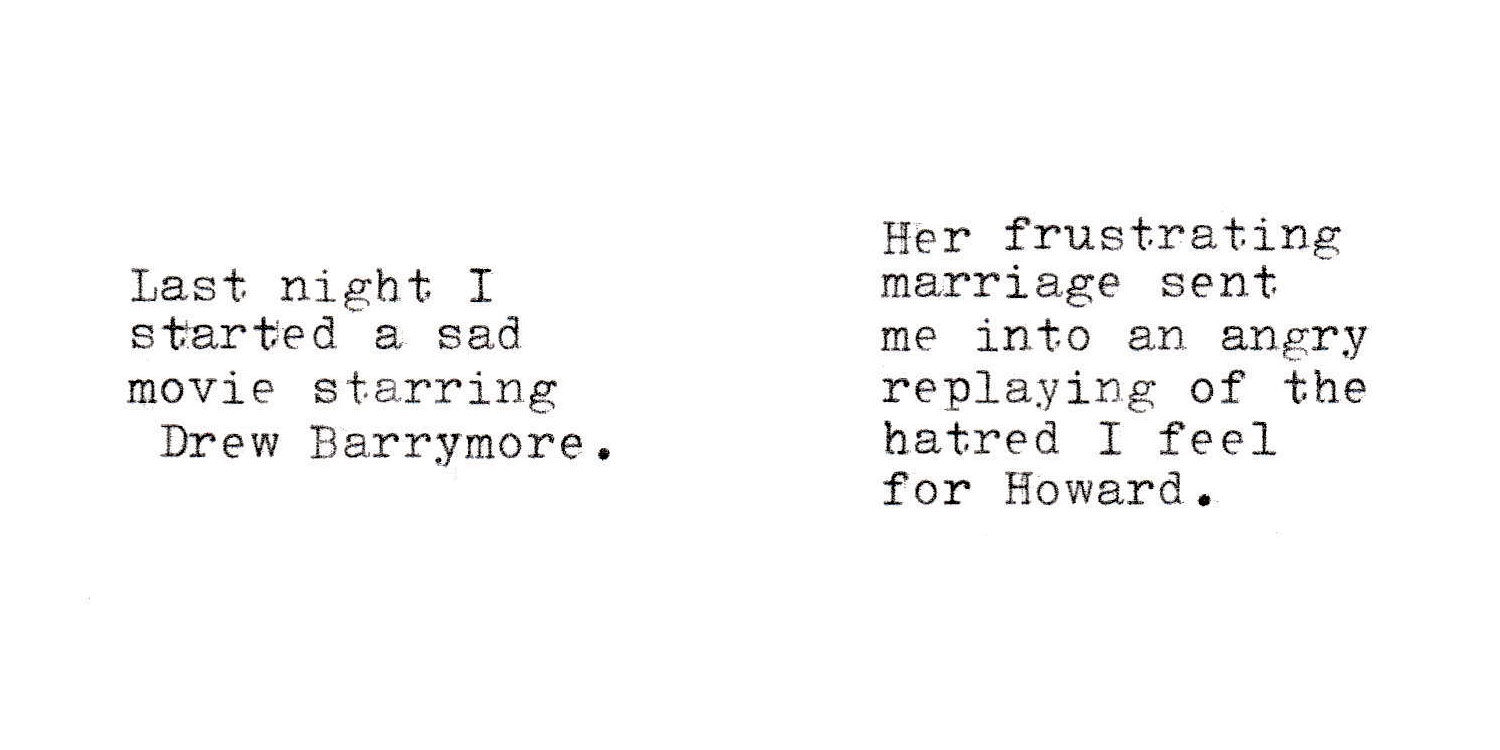 Last night I
started a sad
movie starring
Drew Barrymore.
Her frustrating
marriage sent
me into an angry
replaying of the
hatred I feel
for Howard.